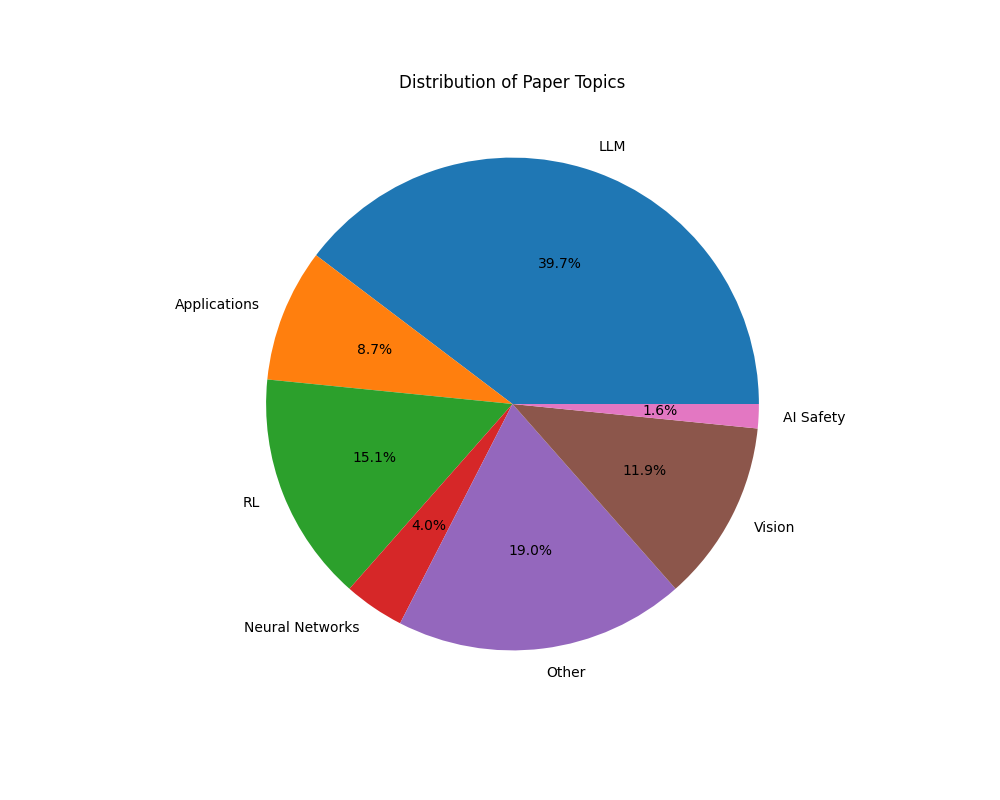 Distribution of Paper Topics
LLM
39.7%
Applications
8.7%
RL
15.1%
Neural Networks
4.0%
Other
19.0%
Vision
11.9%
AI Safety
1.6%